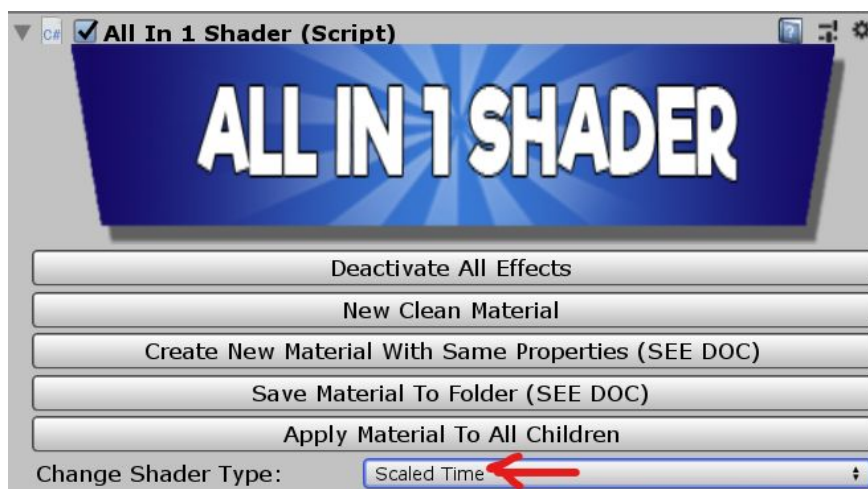 C#
All In 1 Shader (Script)
ALL IN 1 SHADER
Deactivate All Effects
New Clean Material
Create New Material With Same Properties (SEE DOC)
Save Material To Folder (SEE DOC)
Apply Material To All Children
Change Shader Type: Scaled Time